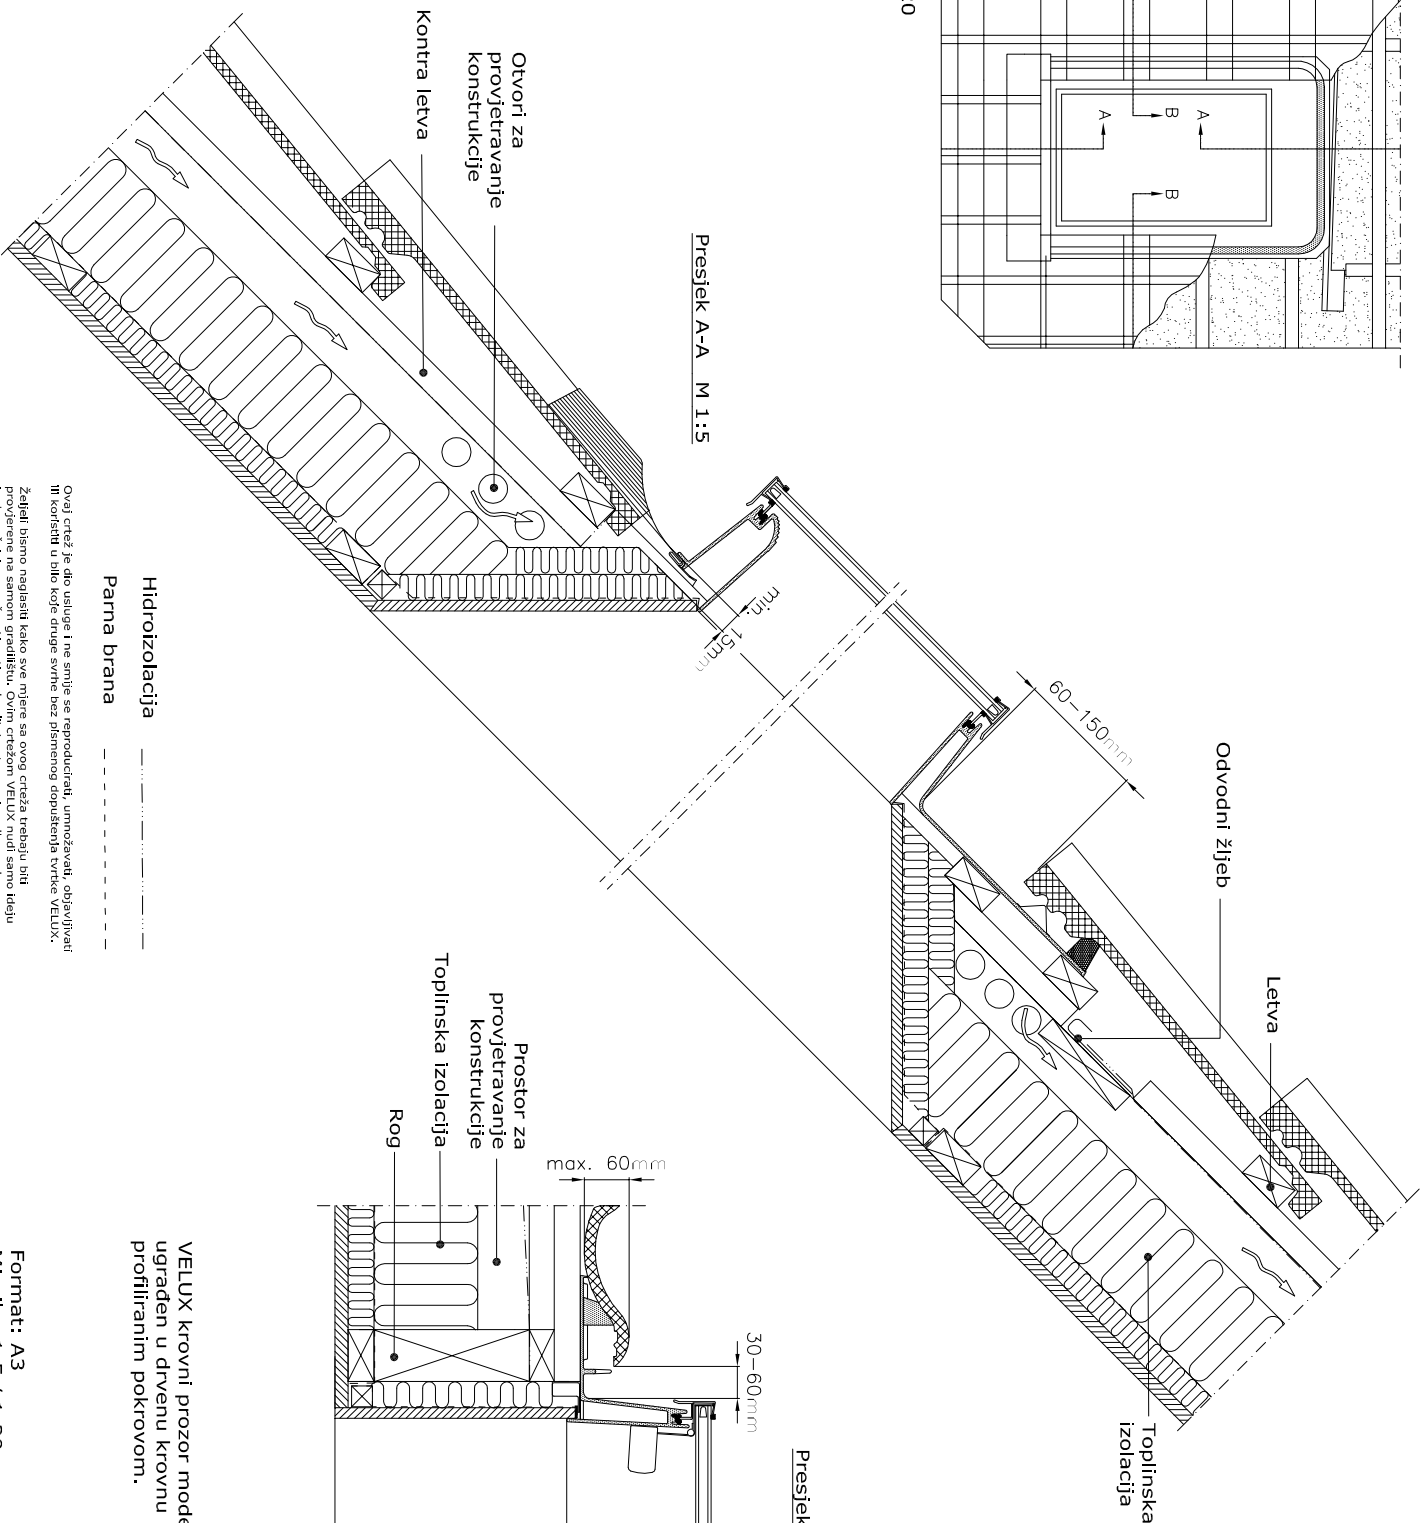 :0
A
A
B
B
Presjek A-A M 1:5
Otvori za
provjetravanje
konstrukcije
Kontra letva
min. 15mm
60-150mm
Odvodni žljeb
Letva
Toplinska
izolacija
Hidroizolacija
Parna brana
Ovaj crtež je dio usluge i ne smije se reproducirati, umnožavati, objavljivati
ili koristiti u bilo koje druge svrhe bez pismenog dopuštenja tvrtke VELUX.
Željeli bismo naglasiti kako sve mjere sa ovog crteža trebaju biti
provjerene na samom gradilištu. Ovim crtežom VELUX nudi samo ideju
Prostor za
provjetravanje
konstrukcije
Toplinska izolacija
Rog
max. 60mm
30-60mm
Presjek
VELUX krovni prozor mode
ugrađen u drvenu krovnu
profiliranim pokrovom.
Format: A3